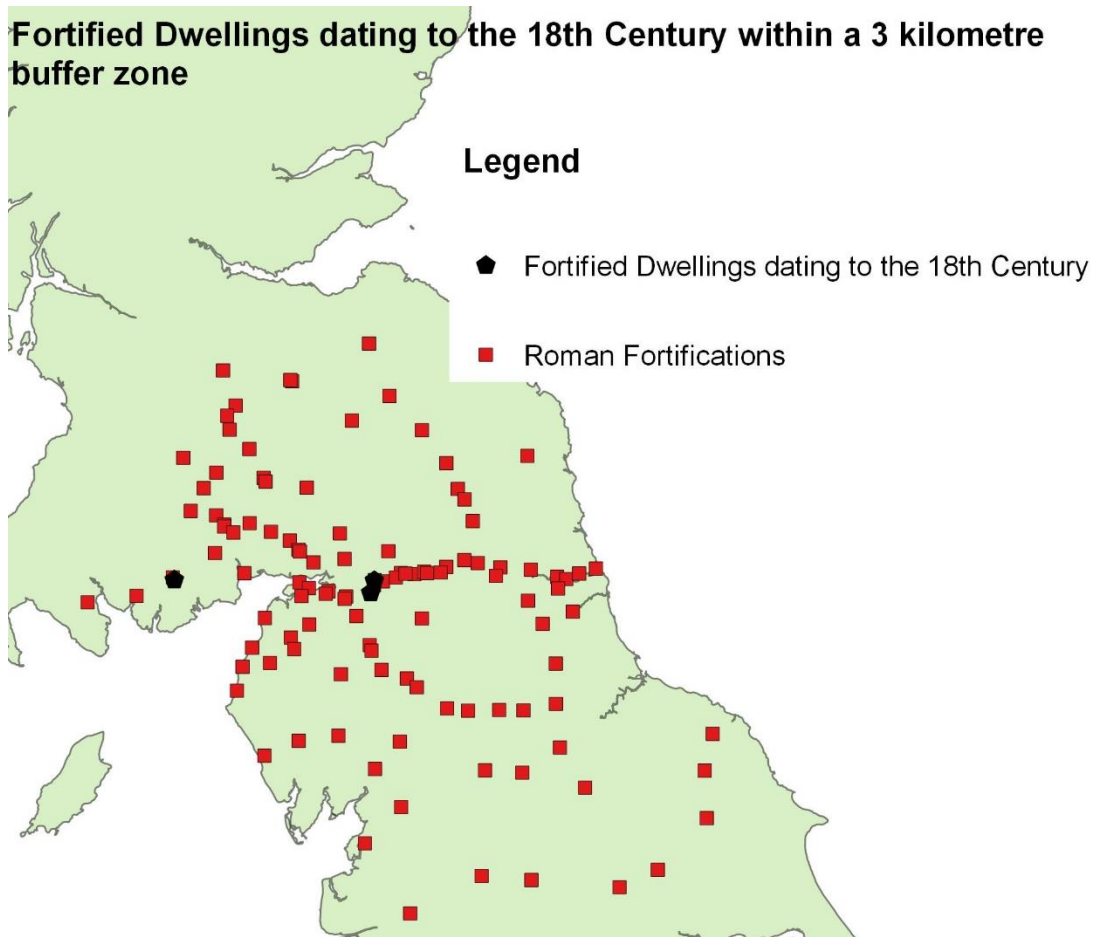 Fortified Dwellings dating to the 18th Century within a 3 kilometre
buffer zone
Legend
Fortified Dwellings dating to the 18th Century
Roman Fortifications